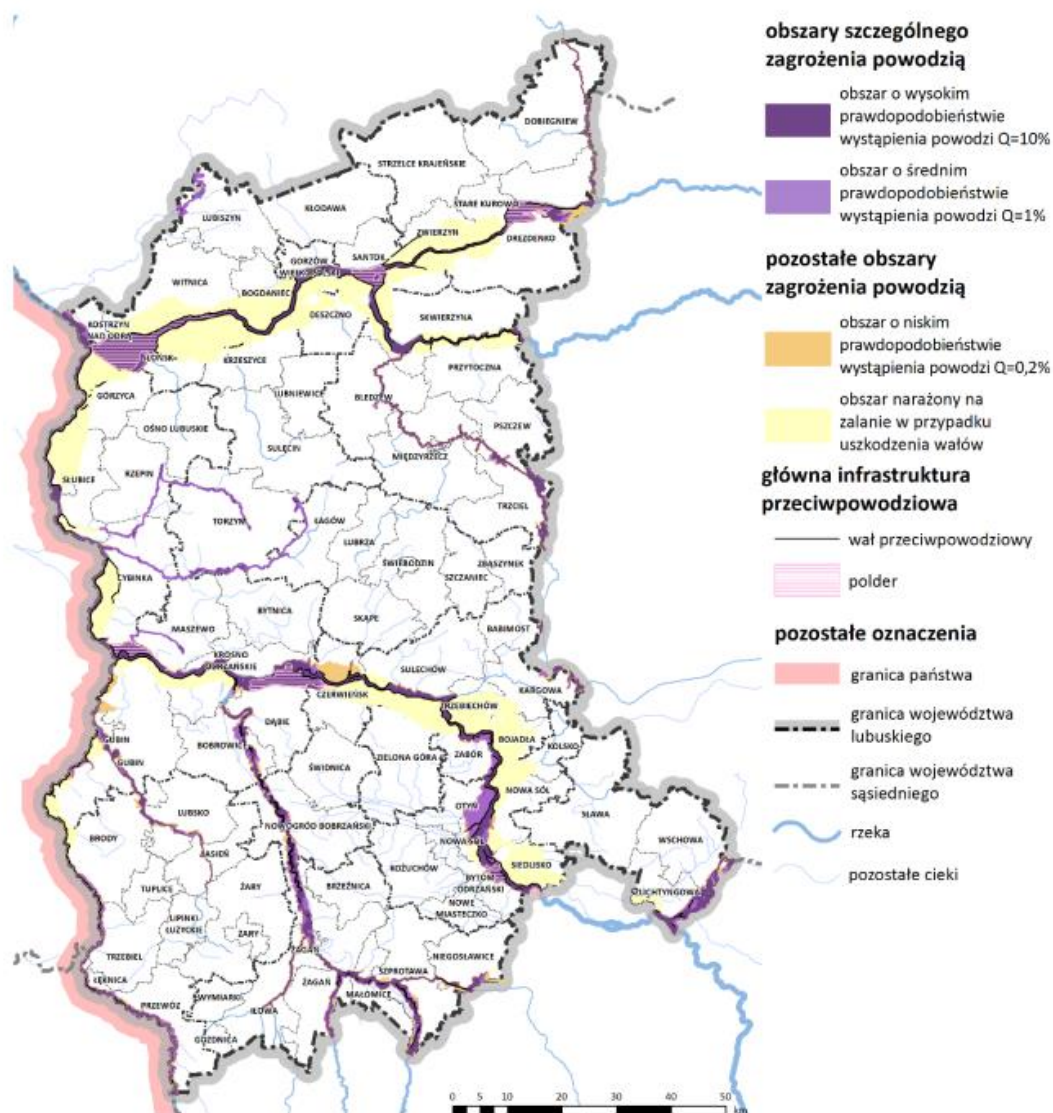 obszary szczególnego
zagrożenia powodzią
obszar o wysokim
prawdopodobieństwie
wystąpienia powodzi Q=10%
obszar o średnim
prawdopodobieństwie
wystąpienia powodzi Q=1%
pozostałe obszary
zagrożenia powodzią
obszar o niskim
prawdopodobieństwie
wystąpienia powodzi Q=0,2%
obszar narażony na
zalanie w przypadku
uszkodzenia wałów
główna infrastruktura
przeciwpowodziowa
wał przeciwpowodziowy
polder
pozostałe oznaczenia
granica państwa
granica województwa
lubuskiego
granica województwa
sąsiedniego
rzeka
pozostałe cieki
DOBIEGNIEW
STRZELCE KRAJEŃSKIE
STARE KUROWO
KŁODAWA
LUBISZYN
ZWIERZYN
DREZDENKO
GORZÓW
WIELKOPOLSKI
SANTOK
WITNICA
BOGDANIEC
DESZCZNO
SKWIERZYNA
KOSTRZYN
NAD ODRĄ
SŁOŃSK
KRZESZYCE
PRZYTOCZNA
GÓRZYCA
LUBNIEWICE
BLEDZEW
PSZCZEW
OŚNO LUBUSKIE
SULĘCIN
MIĘDZYRZECZ
SŁUBICE
RZEPIN
TRZCIEL
TORZYM
ŁAGÓW
LUBRZA
ŚWIEBODZIN
ZBĄSZYNEK
SZCZANIEC
CYBINKA
BYTNICA
SKĄPE
BABIMOST
MASZEWO
KROSNO
ODRZAŃSKIE
SULECHÓW
KARGOWA
CZERWIEŃSK
TRZEBIECHÓW
DĄBIE
BOJADŁA
KOLSKO
GUBIN
GUBIN
BOBROWICE
ŚWIDNICA
ZIELONA GÓRA
ZABÓR
NOWA SÓL
SŁAWA
LUBSKO
OTYŃ
WSCHOWA
BRODY
NOWOGRÓD BOBRZAŃSKI
NOWA SÓL
JASIEŃ
KOŻUCHÓW
SIEDLISKO
TUPLICE
ŻARY
BRZEŹNICA
BYTOM
ODRZAŃSKI
SZLICHTYNGOWA
NOWE
MIASTECZKO
LIPINKI
ŁUŻYCKIE
ŻARY
TRZEBIEL
ŻAGAŃ
NIEGOSŁAWICE
SZPROTAWA
ŁĘKNICA
ŻAGAŃ
MAŁOMICE
PRZEWÓZ
WYMIARKI
IŁOWA
GOZDNICA
0 5 10 20 30 40 50
km